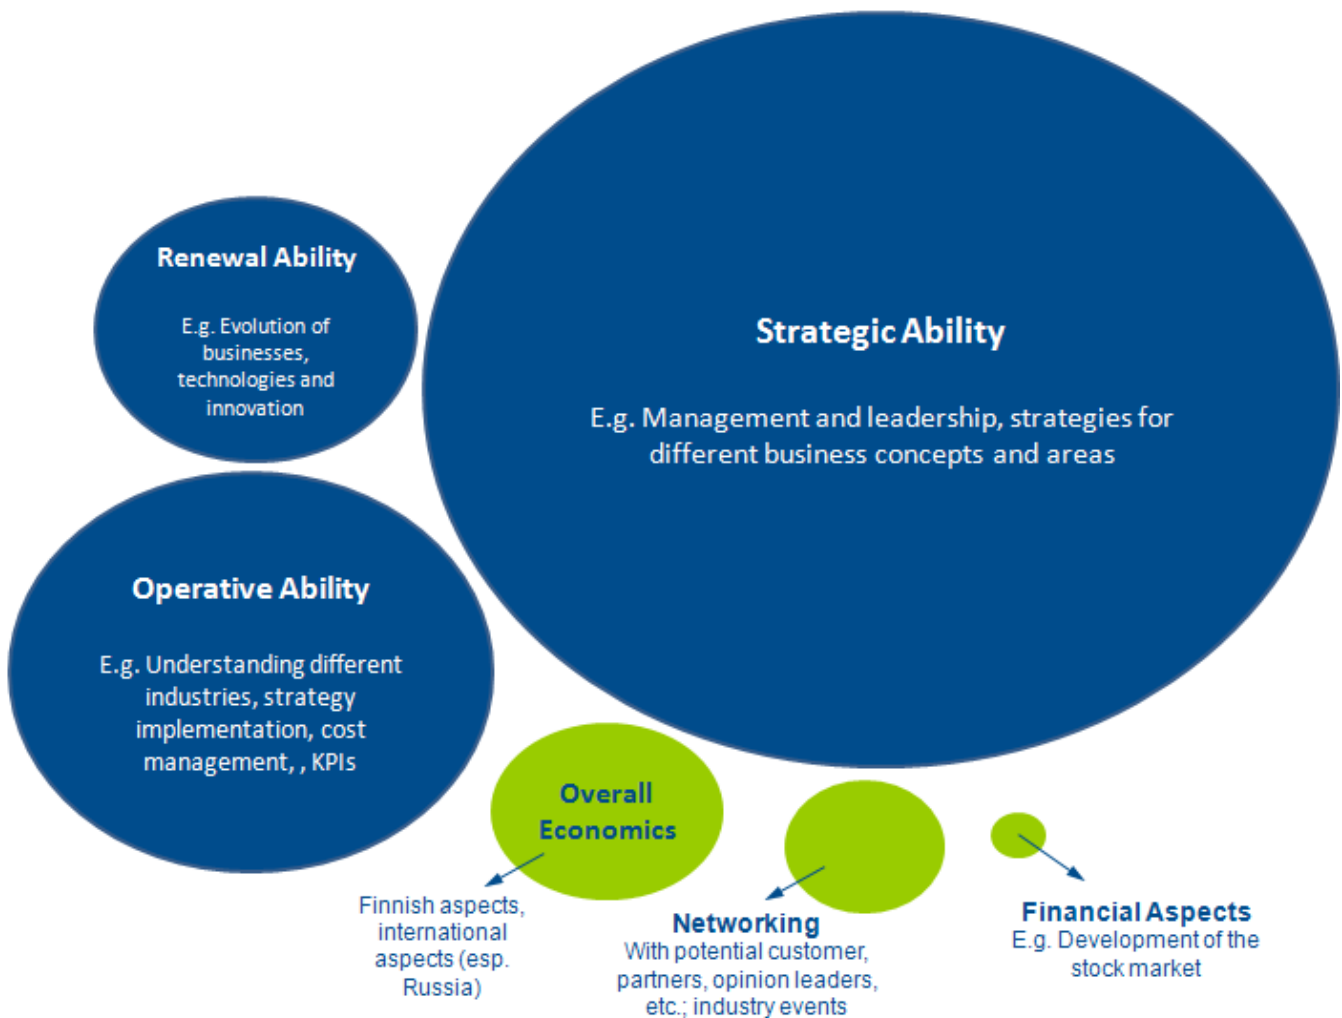 Renewal Ability
E.g. Evolution of
businesses,
technologies and
innovation
Strategic Ability
E.g. Management and leadership, strategies for
different business concepts and areas
Operative Ability
E.g. Understanding different
industries, strategy
implementation, cost
management, , KPIs
Overall
Economics
Finnish aspects,
international
aspects (esp.
Russia)
Networking
With potential customer,
partners, opinion leaders,
etc.; industry events
Financial Aspects
E.g. Development of the
stock market